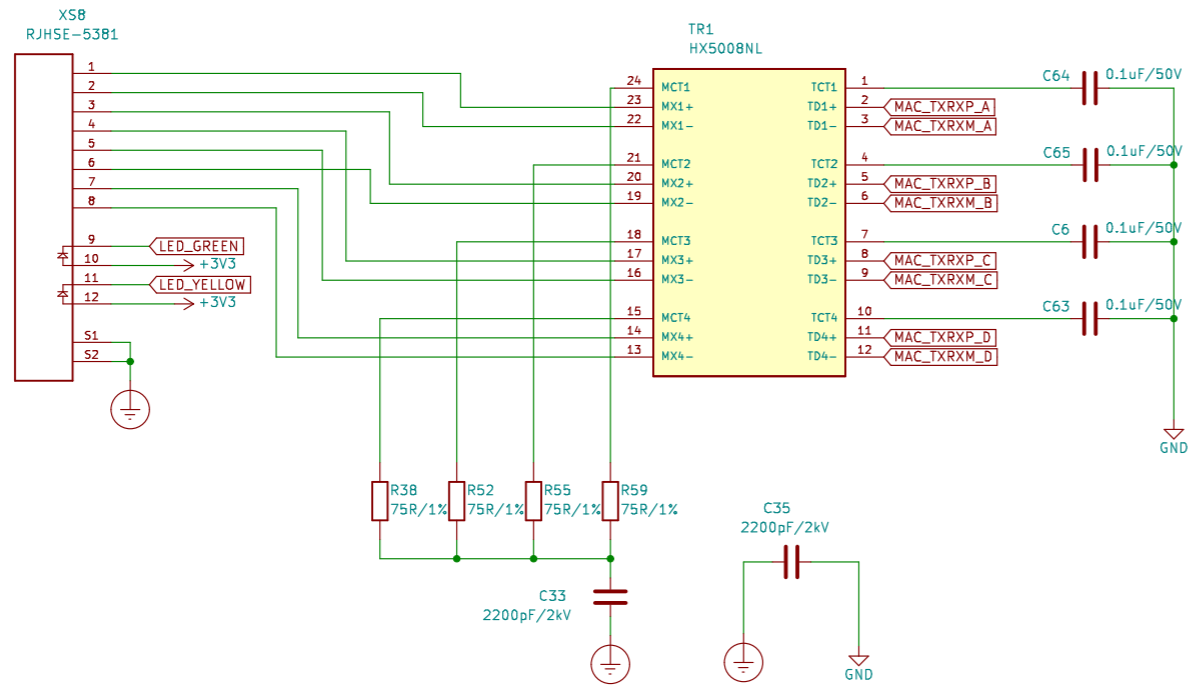 XS8
RJHSE-5381
1
2
3
4
5
6
7
8
9
10
11
12
S1
S2
LED_GREEN
+3V3
LED_YELLOW
+3V3
TR1
HX5008NL
24 MCT1 TCT1 1
23 MX1+ TD1+ 2 MAC_TXRXP_A
22 MX1- TD1- 3 MAC_TXRXM_A
21 MCT2 TCT2 4
20 MX2+ TD2+ 5 MAC_TXRXP_B
19 MX2- TD2- 6 MAC_TXRXM_B
18 MCT3 TCT3 7
17 MX3+ TD3+ 8 MAC_TXRXP_C
16 MX3- TD3- 9 MAC_TXRXM_C
15 MCT4 TCT4 10
14 MX4+ TD4+ 11 MAC_TXRXP_D
13 MX4- TD4- 12 MAC_TXRXM_D
C64 0.1uF/50V
C65 0.1uF/50V
C6 0.1uF/50V
C63 0.1uF/50V
GND
R38
75R/1%
R52
75R/1%
R55
75R/1%
R59
75R/1%
C33
2200pF/2kV
C35
2200pF/2kV
GND